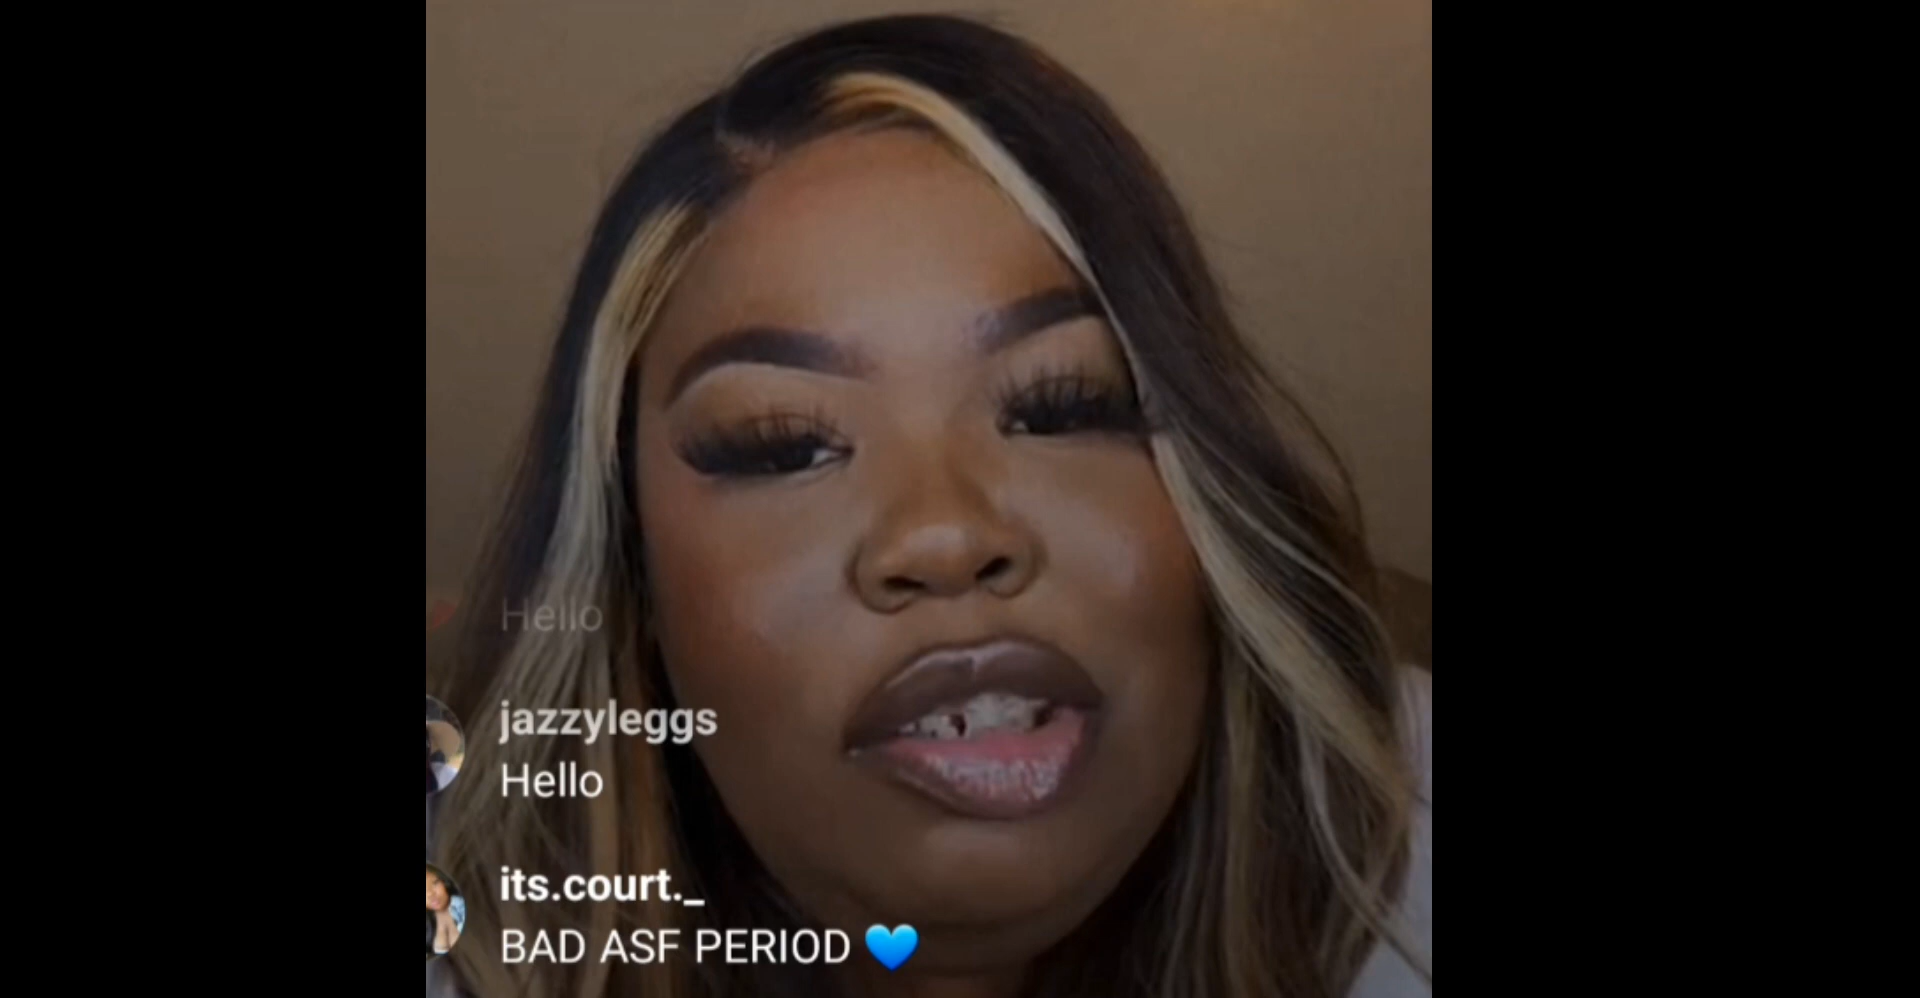 Hello
jazzyleggs
Hello
its.court._
BAD ASF PERIOD 💙